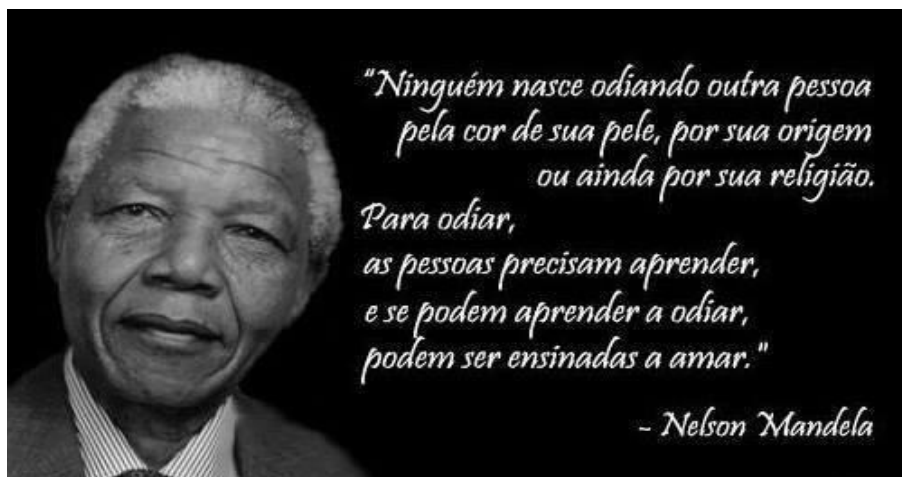 "Ninguém nasce odiando outra pessoa
pela cor de sua pele, por sua origem
ou ainda por sua religião.
Para odiar,
as pessoas precisam aprender,
e se podem aprender a odiar,
podem ser ensinadas a amar."
- Nelson Mandela